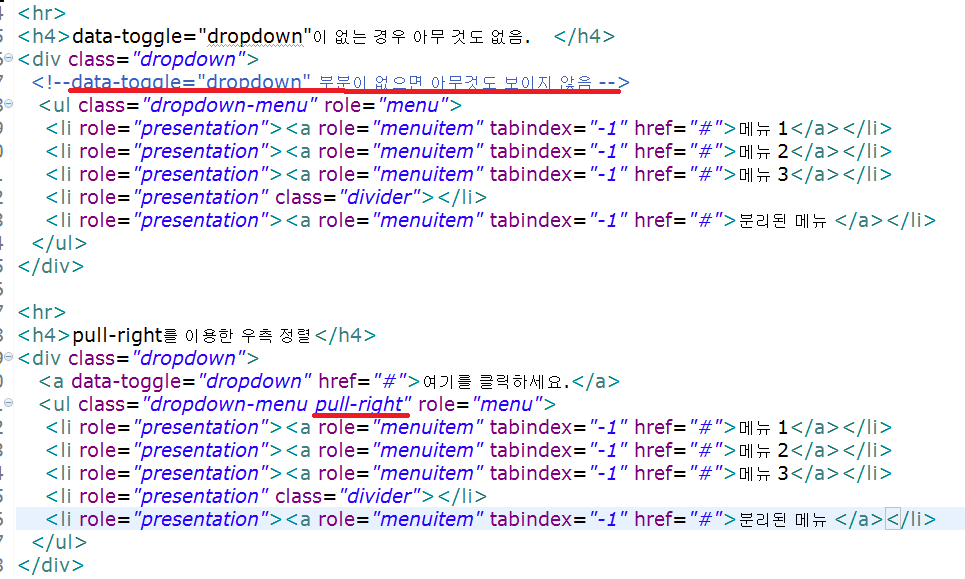 <hr>
<h4>data-toggle="dropdown"이 없는 경우 아무 것도 없음.  </h4>
<div class="dropdown">
<!--data-toggle="dropdown" 부분이 없으면 아무것도 보이지 않음 -->
<ul class="dropdown-menu" role="menu">
<li role="presentation"><a role="menuitem" tabindex="-1" href="#">메뉴 1</a></li>
<li role="presentation"><a role="menuitem" tabindex="-1" href="#">메뉴 2</a></li>
<li role="presentation"><a role="menuitem" tabindex="-1" href="#">메뉴 3</a></li>
<li role="presentation" class="divider"></li>
<li role="presentation"><a role="menuitem" tabindex="-1" href="#">분리된 메뉴 </a></li>
</ul>
</div>
<hr>
<h4>pull-right를 이용한 우측 정렬</h4>
<div class="dropdown">
<a data-toggle="dropdown" href="#">여기를 클릭하세요.</a>
<ul class="dropdown-menu pull-right" role="menu">
<li role="presentation"><a role="menuitem" tabindex="-1" href="#">메뉴 1</a></li>
<li role="presentation"><a role="menuitem" tabindex="-1" href="#">메뉴 2</a></li>
<li role="presentation"><a role="menuitem" tabindex="-1" href="#">메뉴 3</a></li>
<li role="presentation" class="divider"></li>
<li role="presentation"><a role="menuitem" tabindex="-1" href="#">분리된 메뉴 </a></li>
</ul>
</div>